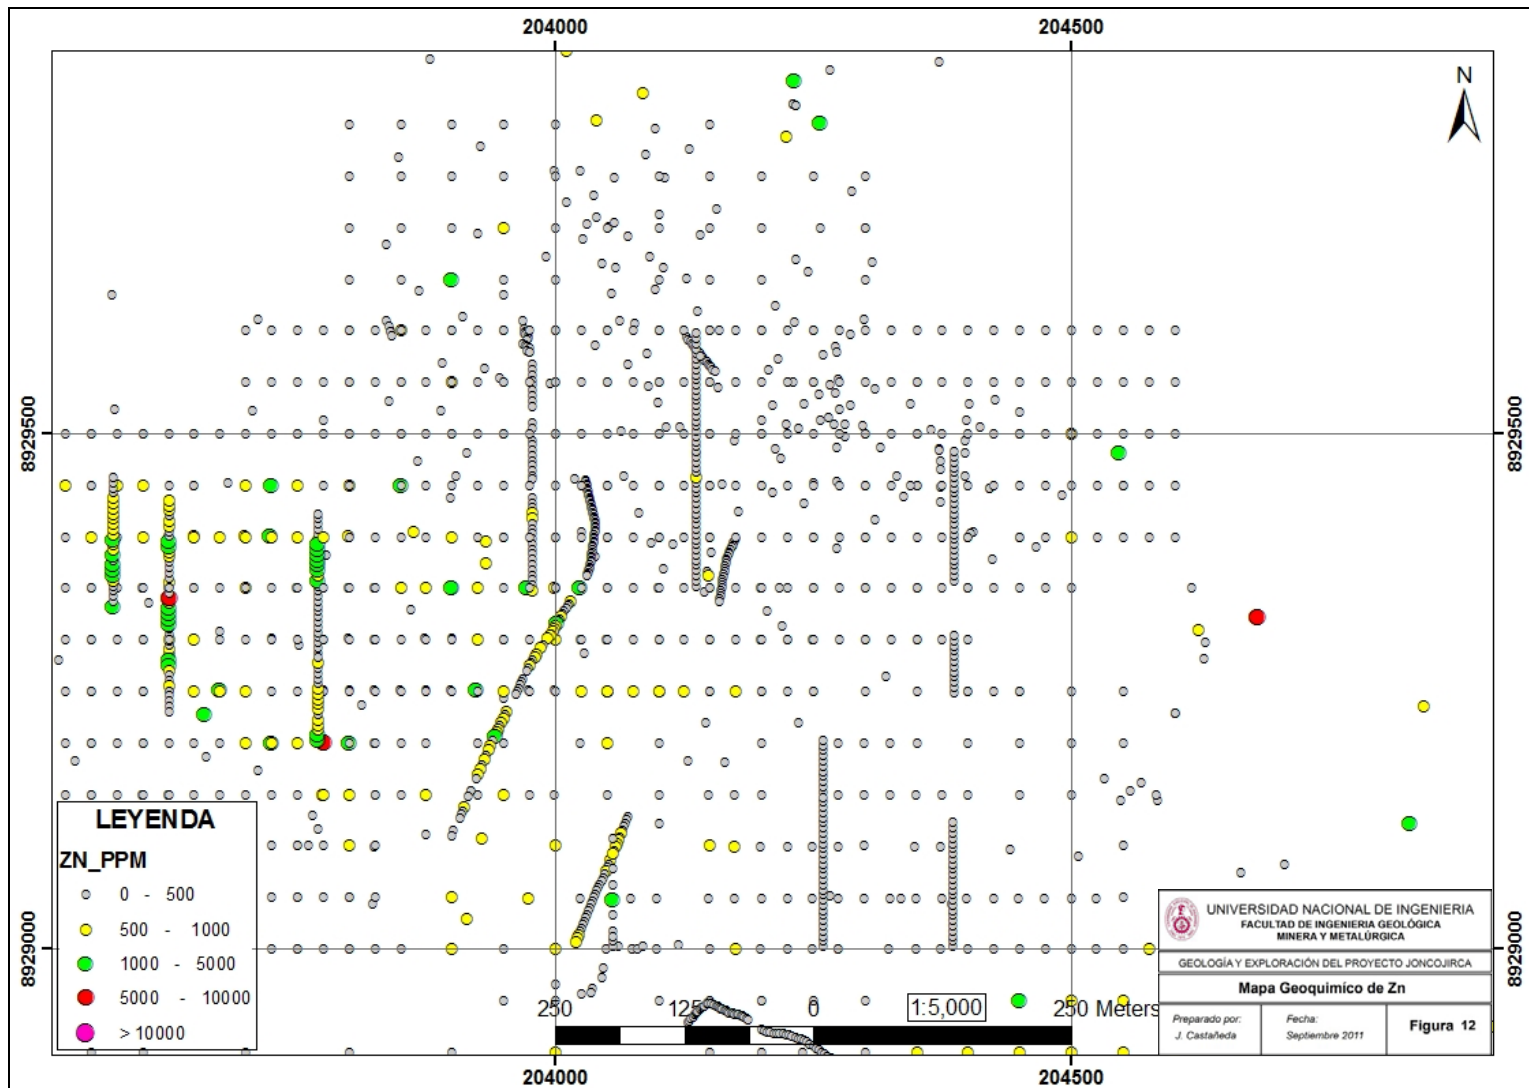 204000
204500
N
8929500
8929500
LEYENDA
ZN_PPM
0 - 500
500 - 1000
1000 - 5000
5000 - 10000
> 10000
8929000
8929000
UNIVERSIDAD NACIONAL DE INGENIERIA
FACULTAD DE INGENIERIA GEOLÓGICA
MINERA Y METALÚRGICA
GEOLOGÍA Y EXPLORACIÓN DEL PROYECTO JONCOJIRCA
Mapa Geoquimíco de Zn
Preparado por:
J. Castañeda
Fecha:
Septiembre 2011
Figura 12
250 125 0 1:5,000 250 Meters
204000
204500